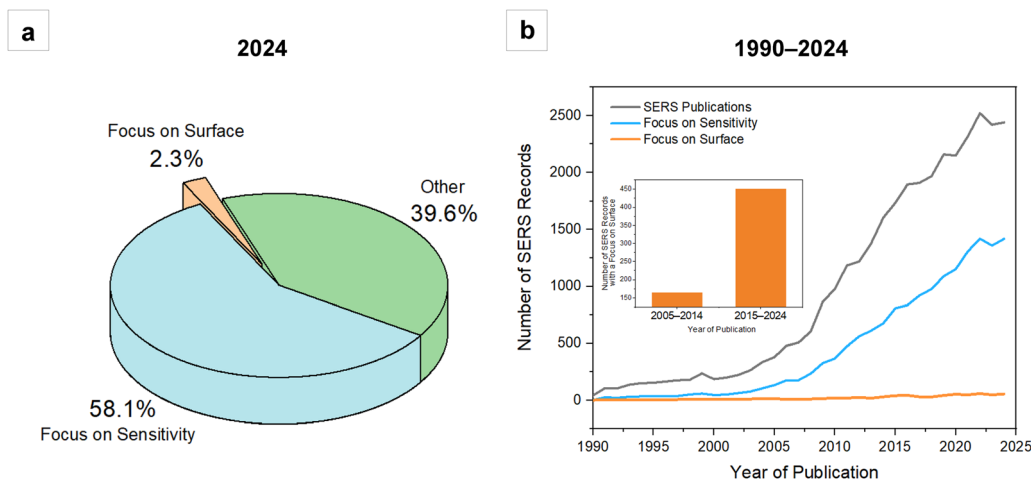 a
2024
Focus on Surface
2.3%
Other
39.6%
58.1%
Focus on Sensitivity
b
1990–2024
Number of SERS Records
2500
2000
1500
1000
500
0
SERS Publications
Focus on Sensitivity
Focus on Surface
Number of SERS Records
with a Focus on Surface
450
400
350
300
250
200
150
2005–2014
2015–2024
Year of Publication
1990
1995
2000
2005
2010
2015
2020
2025
Year of Publication